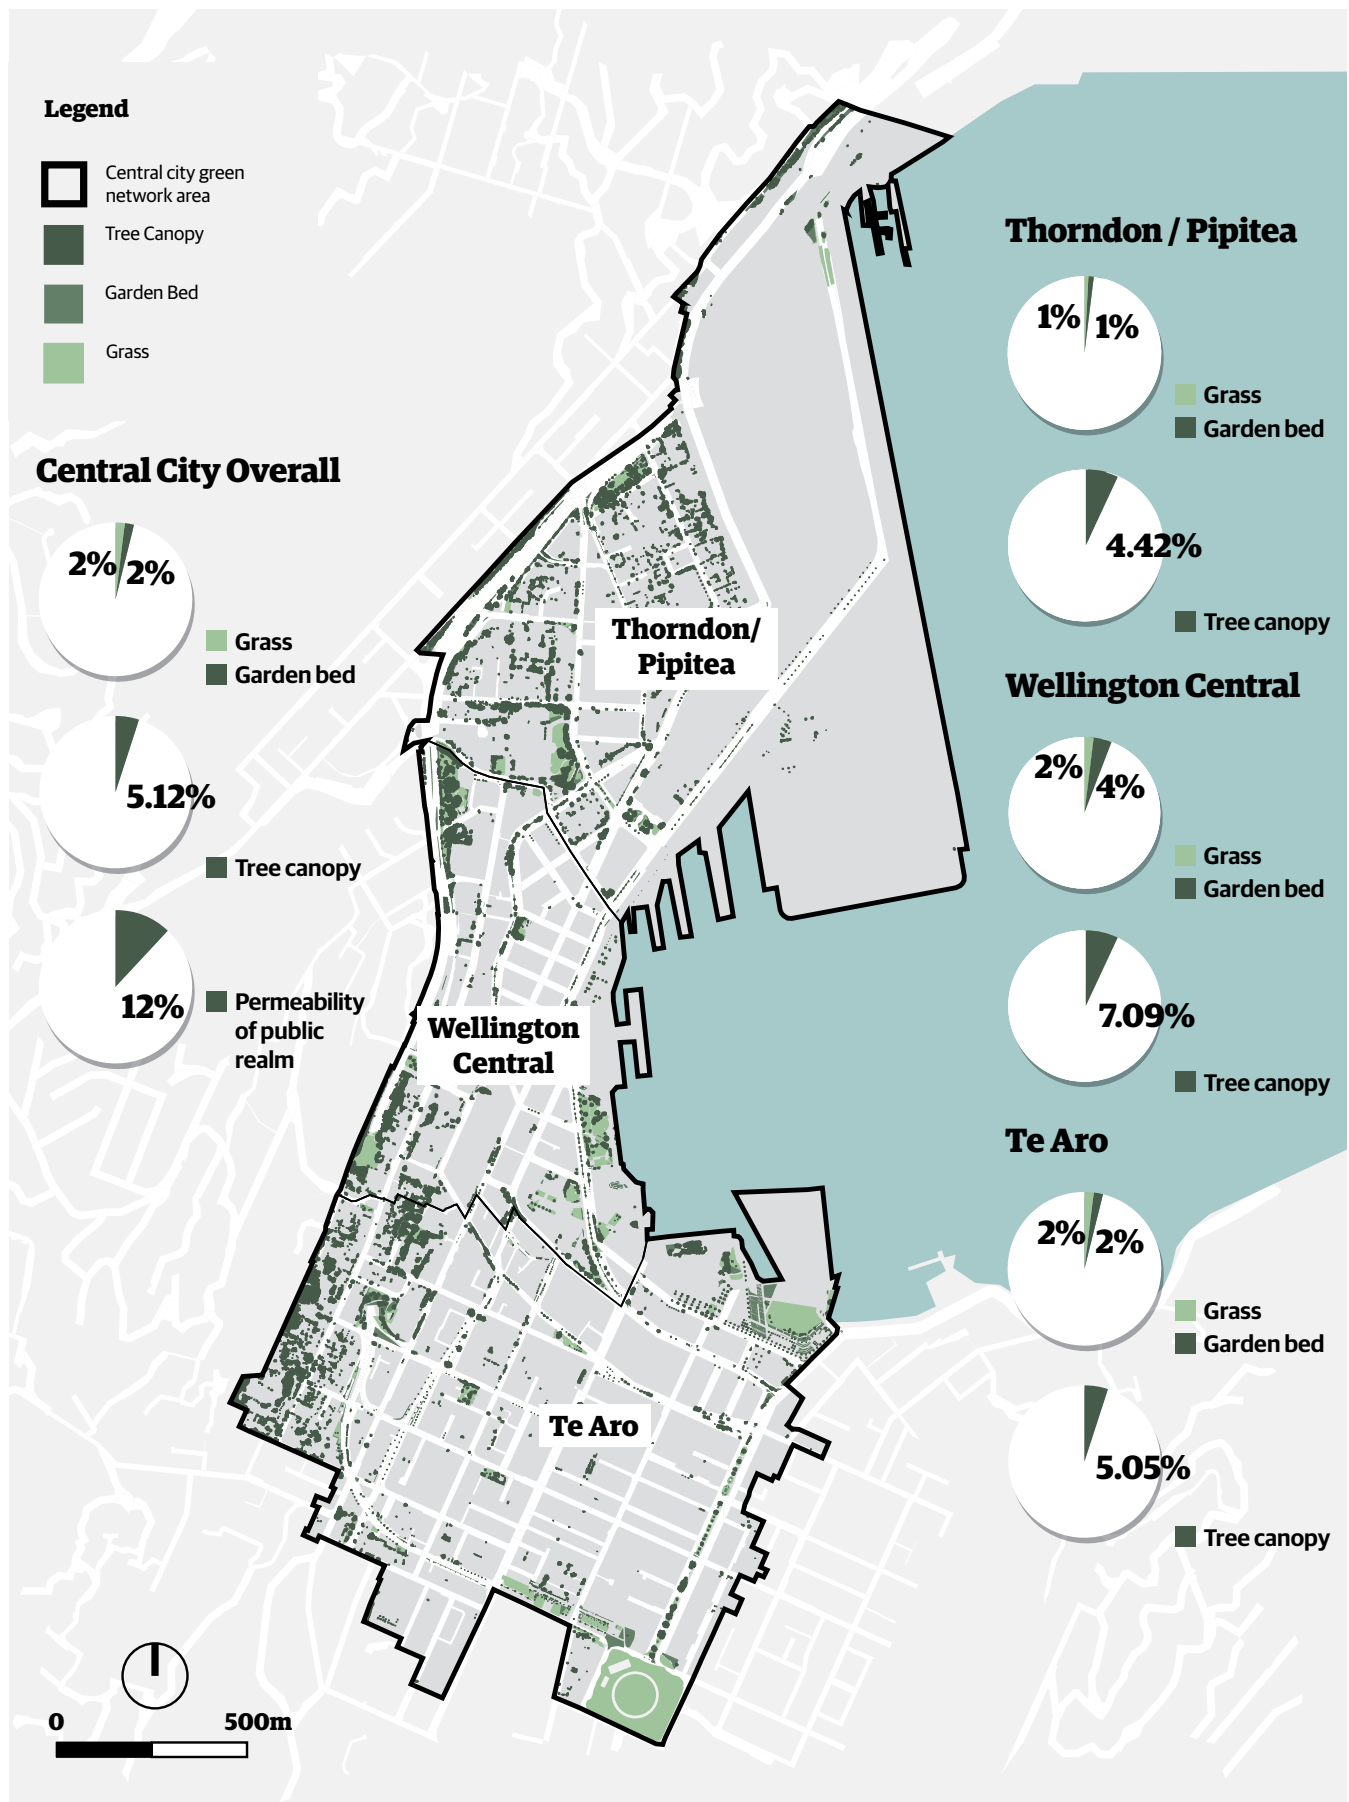 Legend
Central city green
network area
Tree Canopy
Garden Bed
Grass
Central City Overall
2%
2%
Grass
Garden bed
5.12%
Tree canopy
12%
Permeability
of public
realm
Thorndon / Pipitea
1%
1%
Grass
Garden bed
4.42%
Tree canopy
Wellington Central
2%
4%
Grass
Garden bed
7.09%
Tree canopy
Te Aro
2%
2%
Grass
Garden bed
5.05%
Tree canopy
Thorndon/
Pipitea
Wellington
Central
Te Aro
0
500m